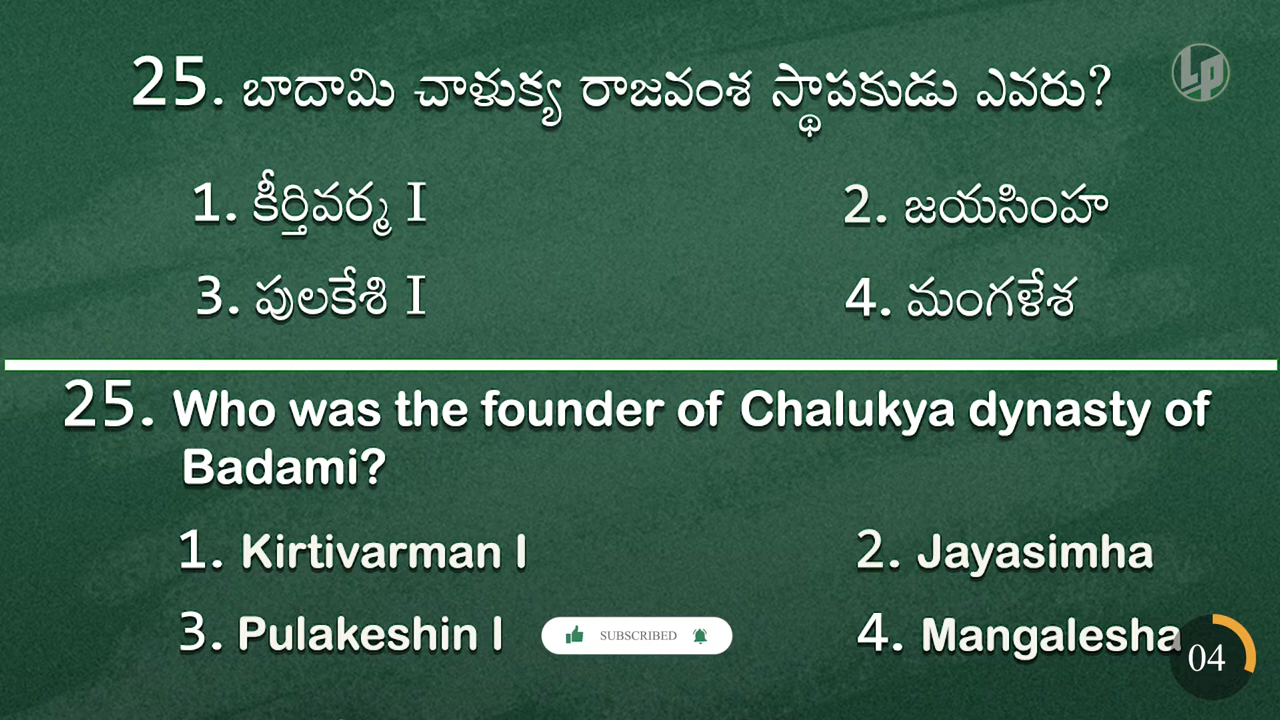 25. బాదామి చాళుక్య రాజవంశ స్థాపకుడు ఎవరు?
LP
1. కీర్తివర్మ I
2. జయసింహ
3. పులకేశి I
4. మంగళేశ
25. Who was the founder of Chalukya dynasty of
Badami?
1. Kirtivarman I
2. Jayasimha
3. Pulakeshin I
SUBSCRIBED
4. Mangalesha
04